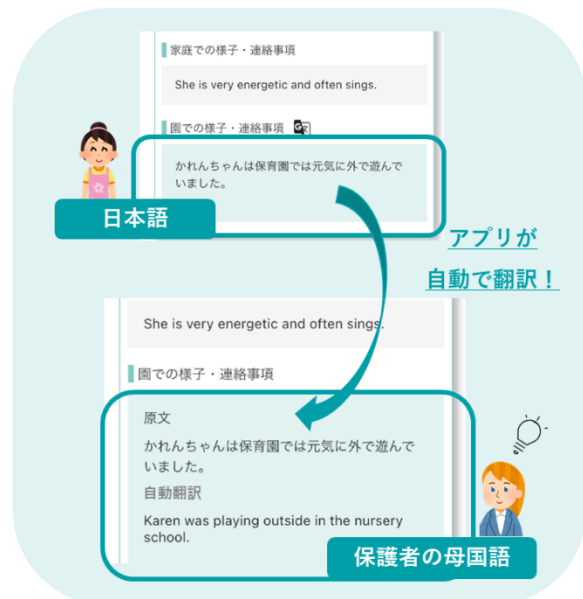 家庭での様子・連絡事項
She is very energetic and often sings.
園での様子・連絡事項
かれんちゃんは保育園では元気に外で遊んで
いました。
日本語
アプリが
自動で翻訳！
She is very energetic and often sings.
園での様子・連絡事項
原文
かれんちゃんは保育園では元気に外で遊んで
いました。
自動翻訳
Karen was playing outside in the nursery
school.
保護者の母国語